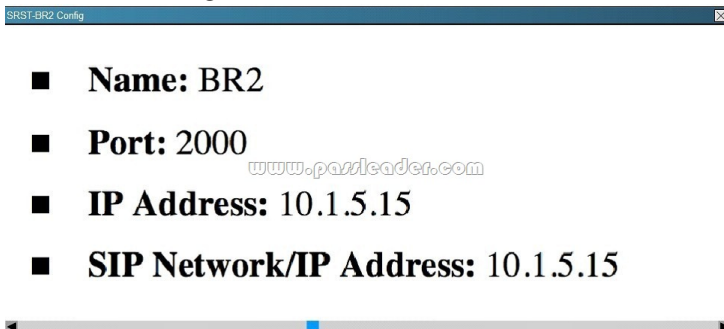 SRST-BR2 Config
Name: BR2
Port: 2000
www.passleader.com
IP Address: 10.1.5.15
SIP Network/IP Address: 10.1.5.15